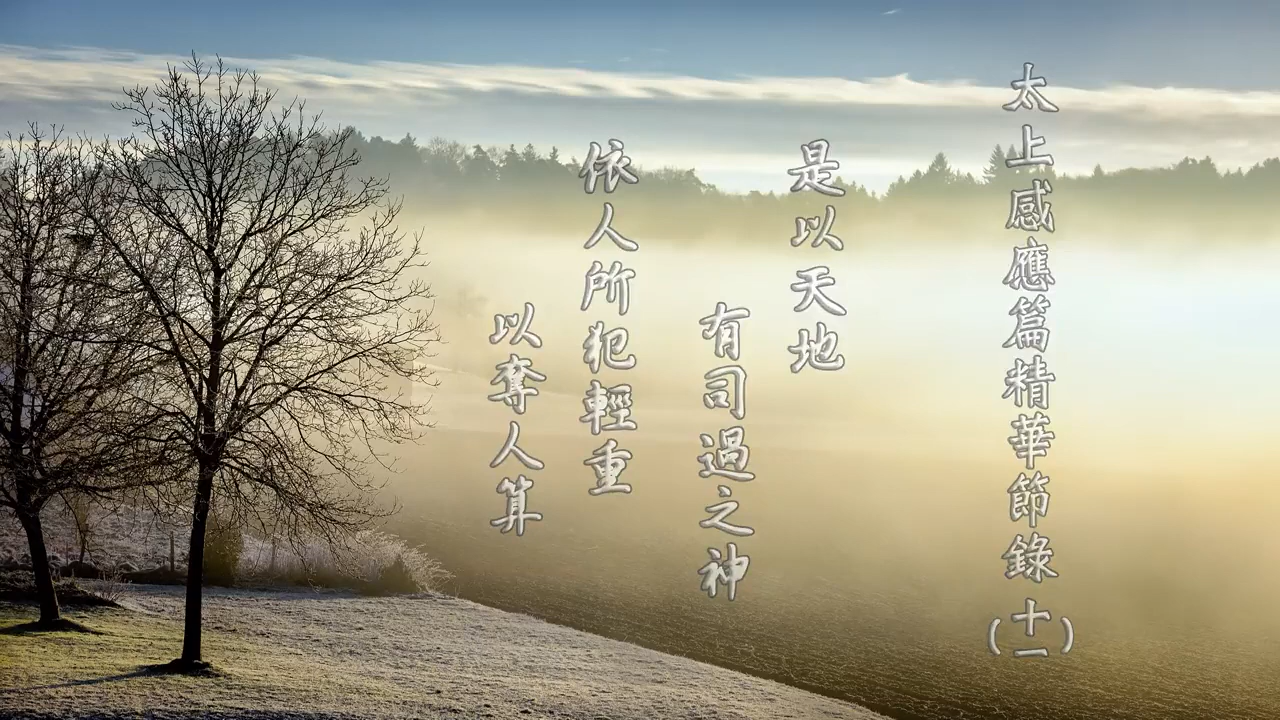 太上感應篇精華節錄(十一)
是以天地
有司過之神
依人所犯輕重
以奪人算